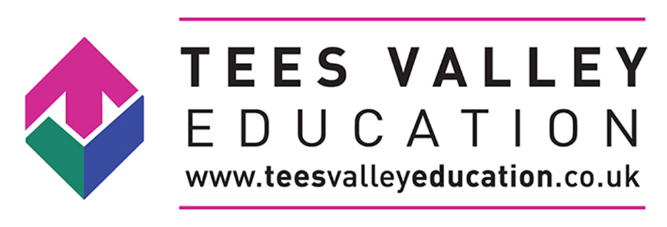 TEES VALLEY
EDUCATION
www.teesvalleyeducation.co.uk